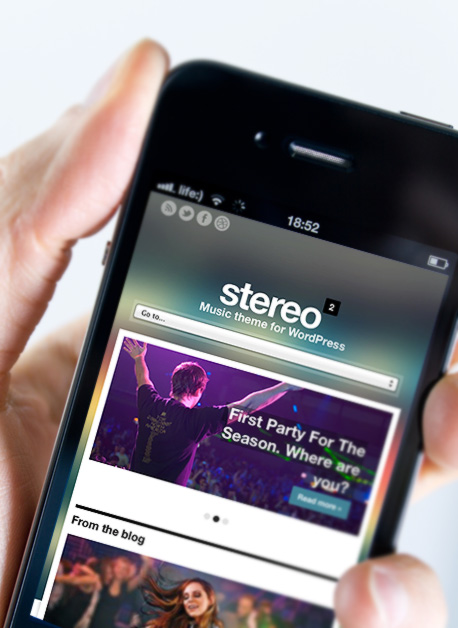 life:)
18:52
stereo 2
Music theme for WordPress
Go to...
First Party For The
Season. Where are
you?
Read more ›
From the blog